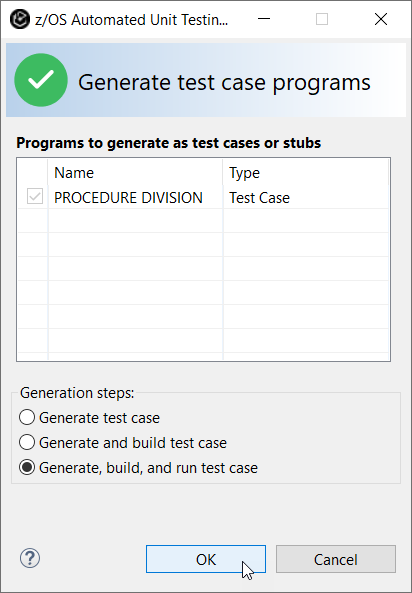 z/OS Automated Unit Testin...
Generate test case programs
Programs to generate as test cases or stubs
Name Type
PROCEDURE DIVISION Test Case
Generation steps:
Generate test case
Generate and build test case
Generate, build, and run test case
? OK Cancel